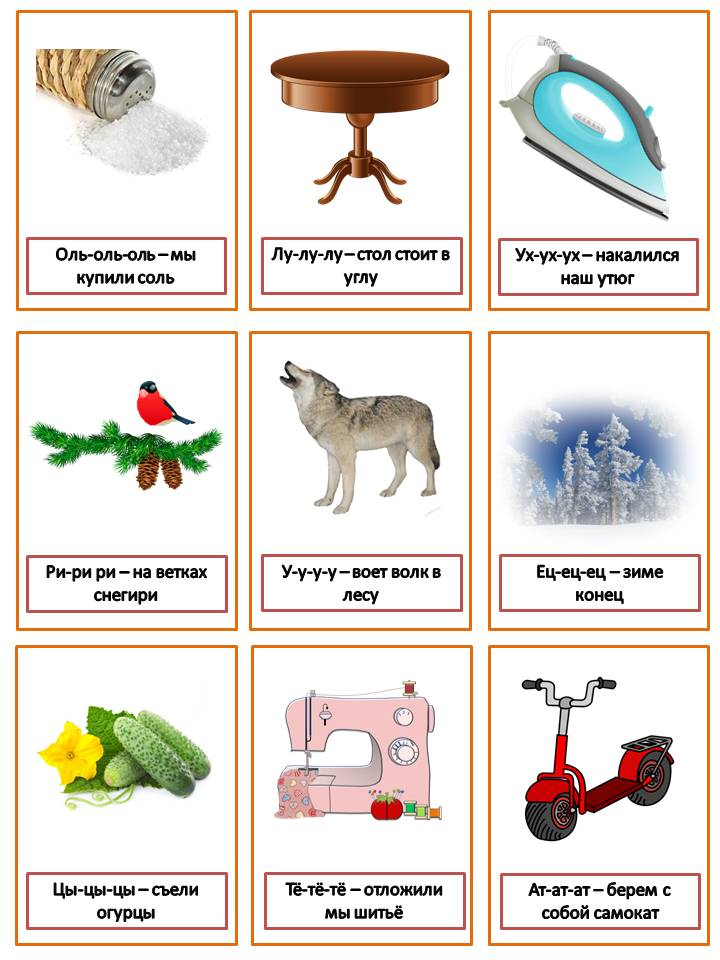 Оль-оль-оль – мы
купили соль
Лу-лу-лу – стол стоит в
углу
Ух-ух-ух – накалился
наш утюг
Ри-ри ри – на ветках
снегири
У-у-у-у – воет волк в
лесу
Ец-ец-ец – зиме
конец
Цы-цы-цы – съели
огурцы
Тё-тё-тё – отложили
мы шитьё
Ат-ат-ат – берем с
собой самокат